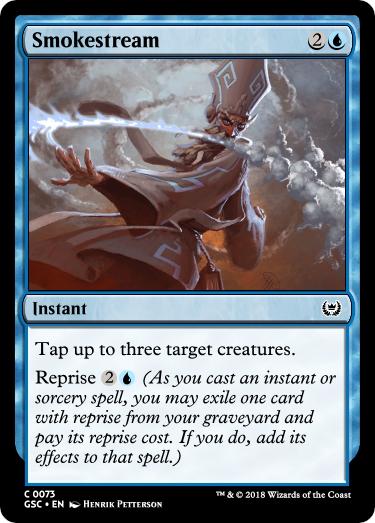 Smokestream 2
Instant
Tap up to three target creatures.
Reprise 2 (As you cast an instant or
sorcery spell, you may exile one card
with reprise from your graveyard and
pay its reprise cost. If you do, add its
effects to that spell.)
C 0073
GSC • EN HENRIK PETTERSON
™ & © 2018 Wizards of the Coast